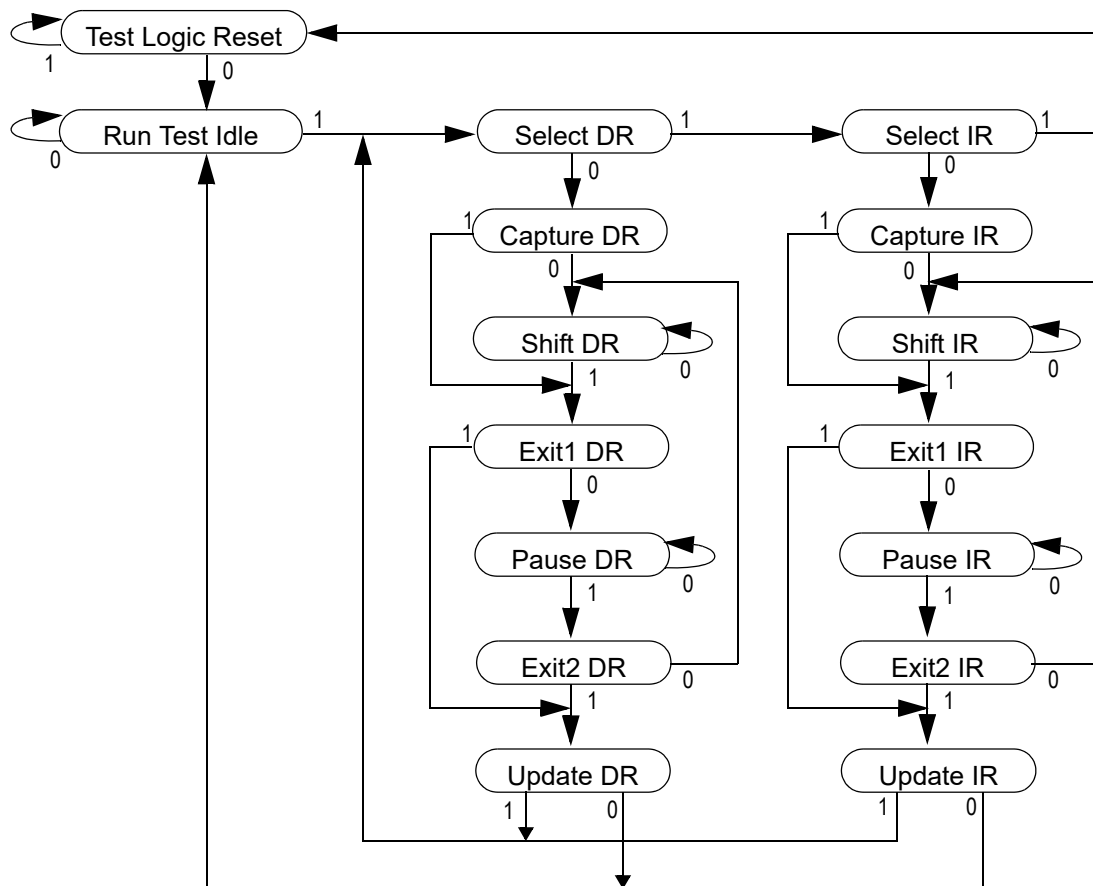 Test Logic Reset
1
0
Run Test Idle
1
0
Select DR
1
0
Select IR
1
0
Capture DR
1
0
Capture IR
1
0
Shift DR
0
1
Shift IR
0
1
Exit1 DR
1
0
Exit1 IR
1
0
Pause DR
0
1
Pause IR
0
1
Exit2 DR
0
1
Exit2 IR
0
1
Update DR
1
0
Update IR
1
0